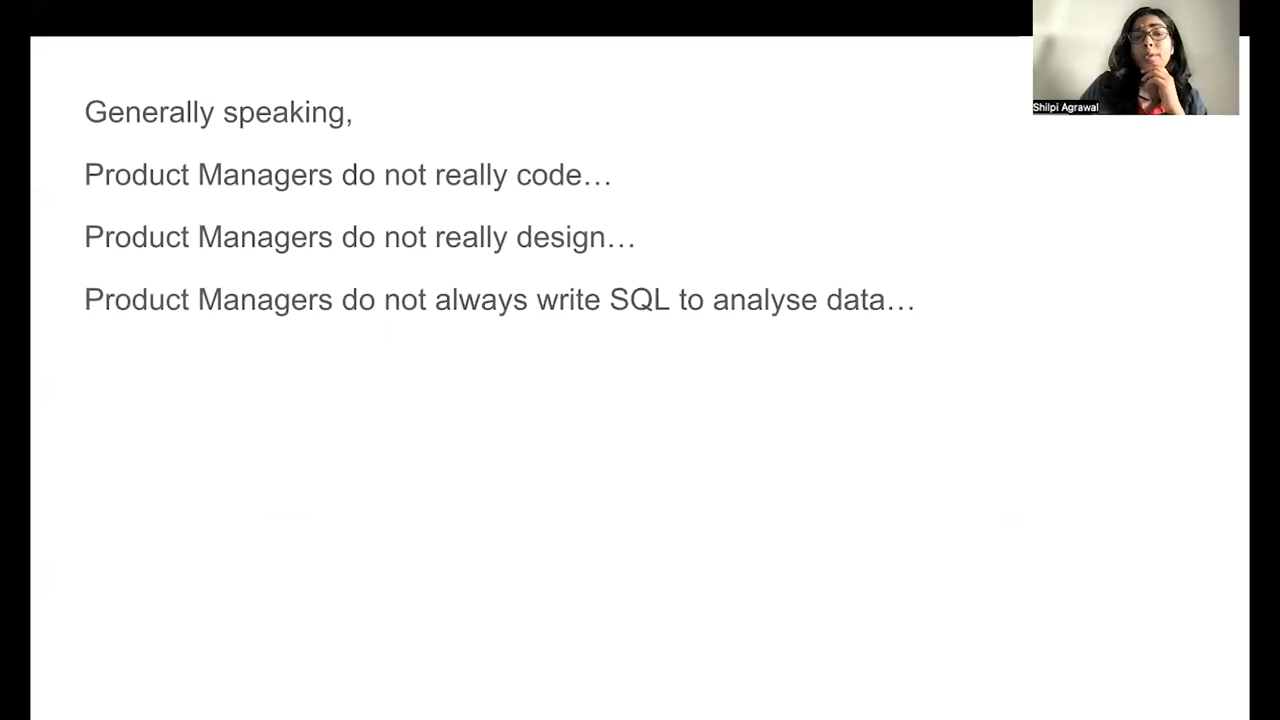 Generally speaking,
Product Managers do not really code…
Product Managers do not really design…
Product Managers do not always write SQL to analyse data…
Shilpi Agrawal